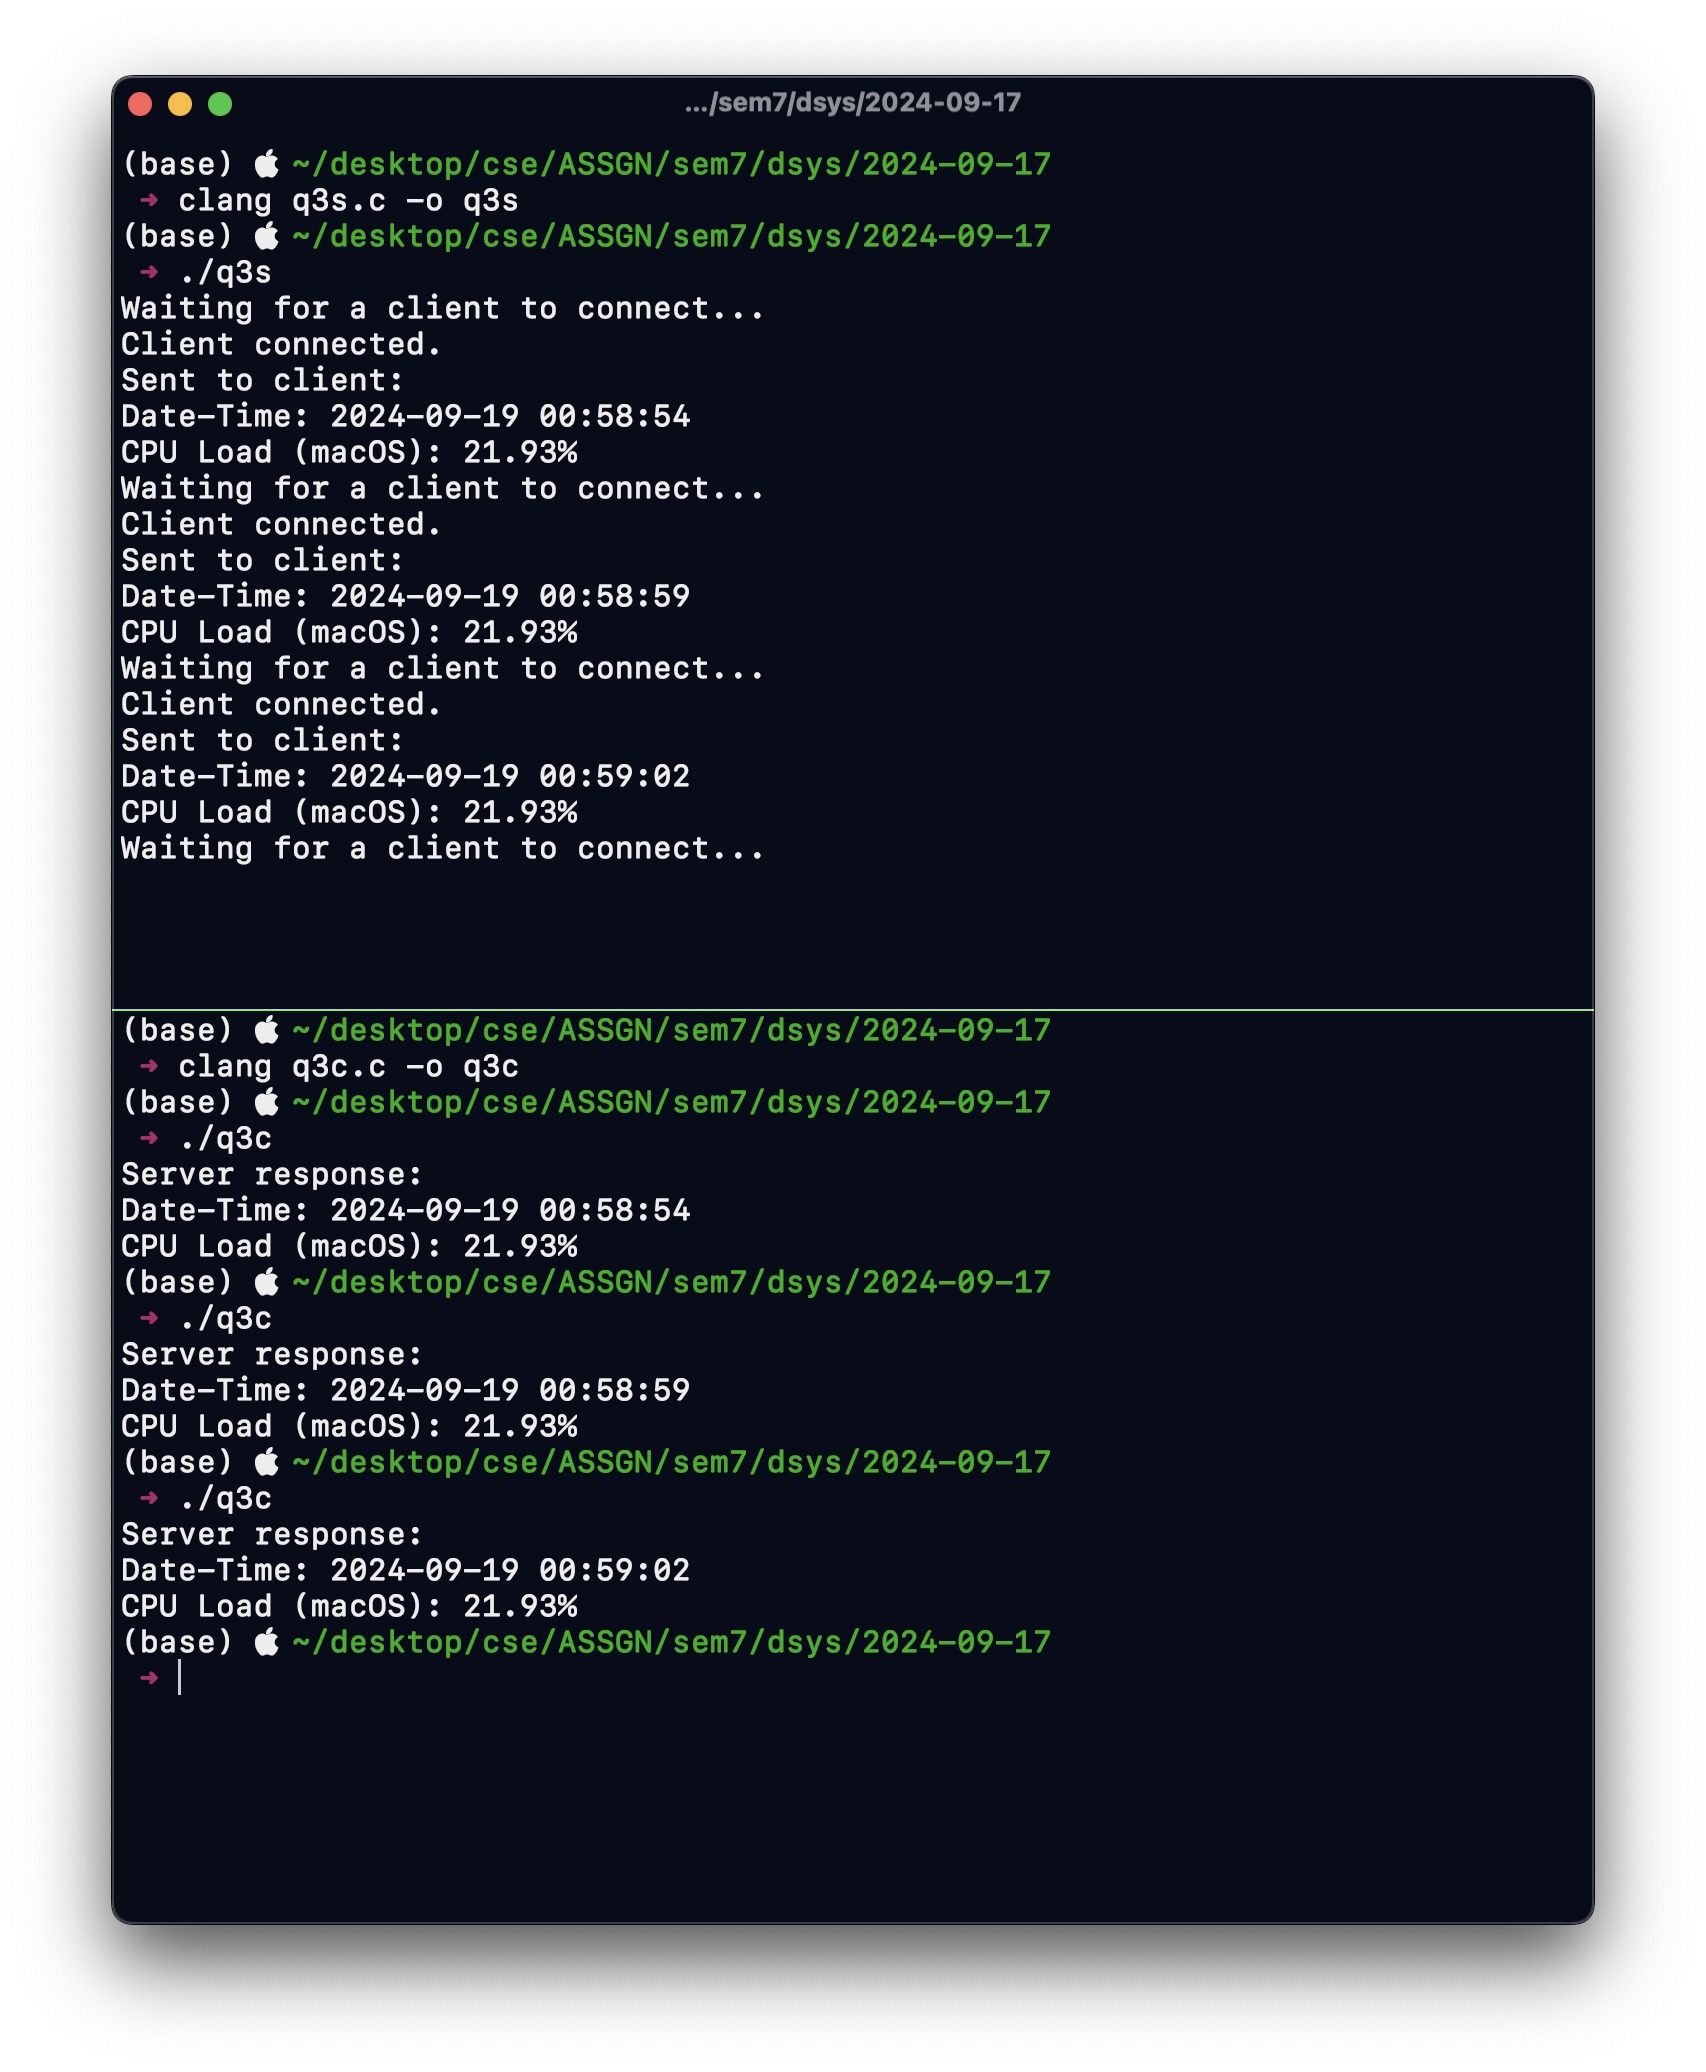 .../sem7/dsys/2024-09-17
(base)  ~/desktop/cse/ASSGN/sem7/dsys/2024-09-17
➜ clang q3s.c -o q3s
(base)  ~/desktop/cse/ASSGN/sem7/dsys/2024-09-17
➜ ./q3s
Waiting for a client to connect...
Client connected.
Sent to client:
Date-Time: 2024-09-19 00:58:54
CPU Load (macOS): 21.93%
Waiting for a client to connect...
Client connected.
Sent to client:
Date-Time: 2024-09-19 00:58:59
CPU Load (macOS): 21.93%
Waiting for a client to connect...
Client connected.
Sent to client:
Date-Time: 2024-09-19 00:59:02
CPU Load (macOS): 21.93%
Waiting for a client to connect...
(base)  ~/desktop/cse/ASSGN/sem7/dsys/2024-09-17
➜ clang q3c.c -o q3c
(base)  ~/desktop/cse/ASSGN/sem7/dsys/2024-09-17
➜ ./q3c
Server response:
Date-Time: 2024-09-19 00:58:54
CPU Load (macOS): 21.93%
(base)  ~/desktop/cse/ASSGN/sem7/dsys/2024-09-17
➜ ./q3c
Server response:
Date-Time: 2024-09-19 00:58:59
CPU Load (macOS): 21.93%
(base)  ~/desktop/cse/ASSGN/sem7/dsys/2024-09-17
➜ ./q3c
Server response:
Date-Time: 2024-09-19 00:59:02
CPU Load (macOS): 21.93%
(base)  ~/desktop/cse/ASSGN/sem7/dsys/2024-09-17
➜